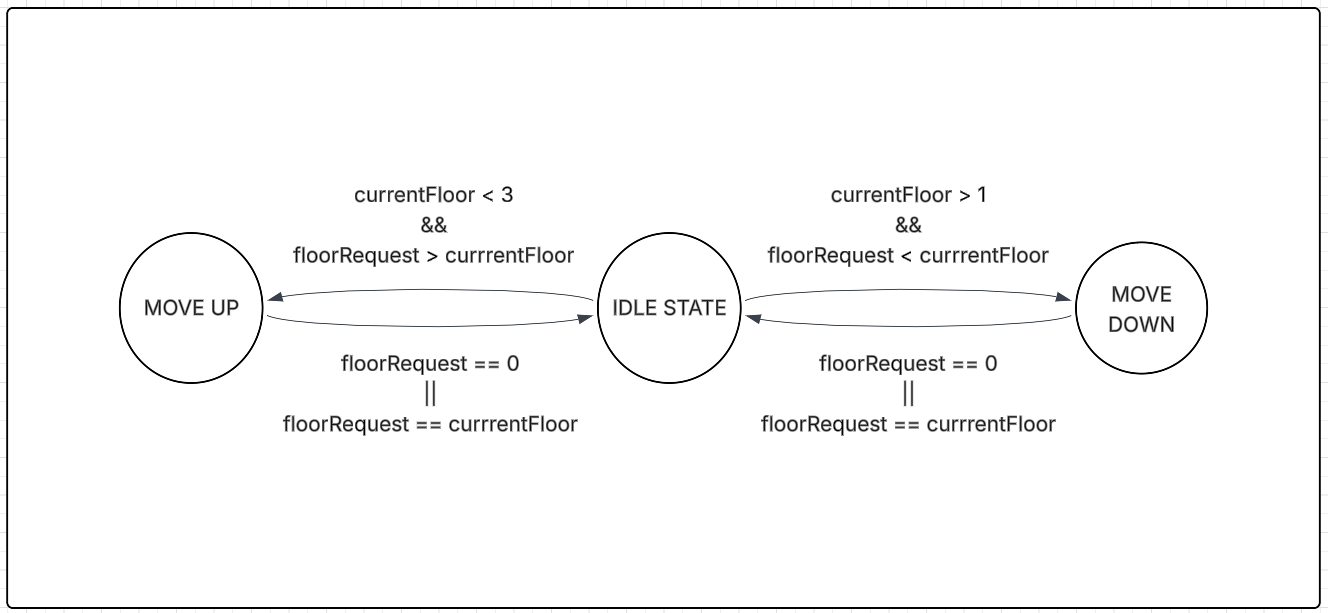 currentFloor < 3
&&
floorRequest > currrentFloor
currentFloor > 1
&&
floorRequest < currrentFloor
MOVE UP
IDLE STATE
MOVE
DOWN
floorRequest == 0
||
floorRequest == currrentFloor
floorRequest == 0
||
floorRequest == currrentFloor